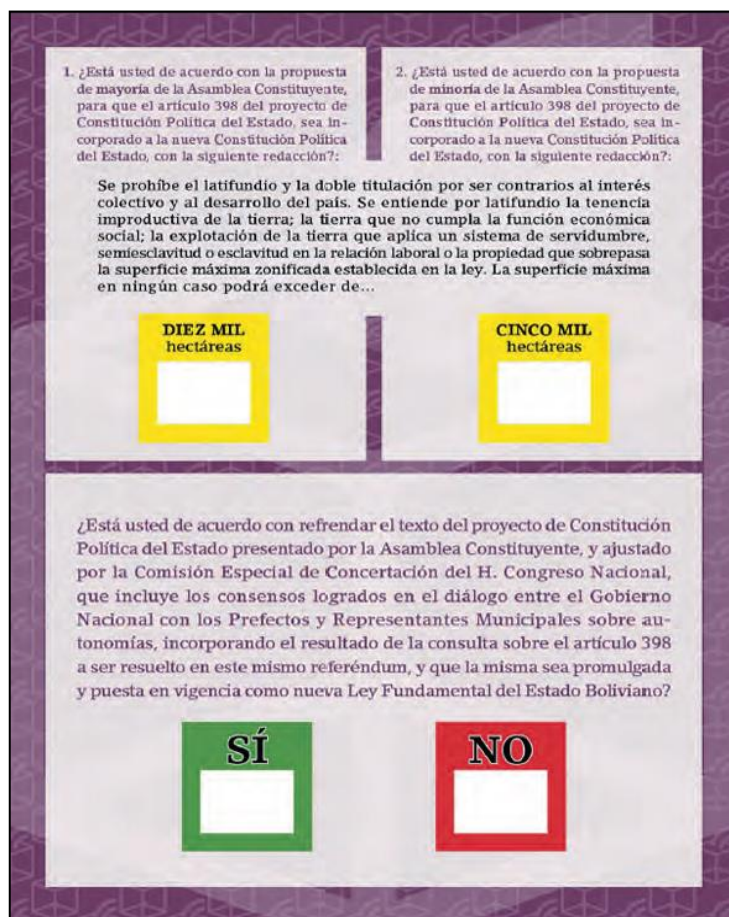 1. ¿Está usted de acuerdo con la propuesta
de mayoría de la Asamblea Constituyente,
para que el artículo 398 del proyecto de
Constitución Política del Estado, sea in-
corporado a la nueva Constitución Política
del Estado, con la siguiente redacción?:
2. ¿Está usted de acuerdo con la propuesta
de minoría de la Asamblea Constituyente,
para que el artículo 398 del proyecto de
Constitución Política del Estado, sea in-
corporado a la nueva Constitución Política
del Estado, con la siguiente redacción?:
Se prohíbe el latifundio y la doble titulación por ser contrarios al interés
colectivo y al desarrollo del país. Se entiende por latifundio la tenencia
improductiva de la tierra; la tierra que no cumpla la función económica
social; la explotación de la tierra que aplica un sistema de servidumbre,
semiesclavitud o esclavitud en la relación laboral o la propiedad que sobrepasa
la superficie máxima zonificada establecida en la ley. La superficie máxima
en ningún caso podrá exceder de...
DIEZ MIL
hectáreas
CINCO MIL
hectáreas
¿Está usted de acuerdo con refrendar el texto del proyecto de Constitución
Política del Estado presentado por la Asamblea Constituyente, y ajustado
por la Comisión Especial de Concertación del H. Congreso Nacional,
que incluye los consensos logrados en el diálogo entre el Gobierno
Nacional con los Prefectos y Representantes Municipales sobre au-
tonomías, incorporando el resultado de la consulta sobre el artículo 398
a ser resuelto en este mismo referéndum, y que la misma sea promulgada
y puesta en vigencia como nueva Ley Fundamental del Estado Boliviano?
SÍ
NO